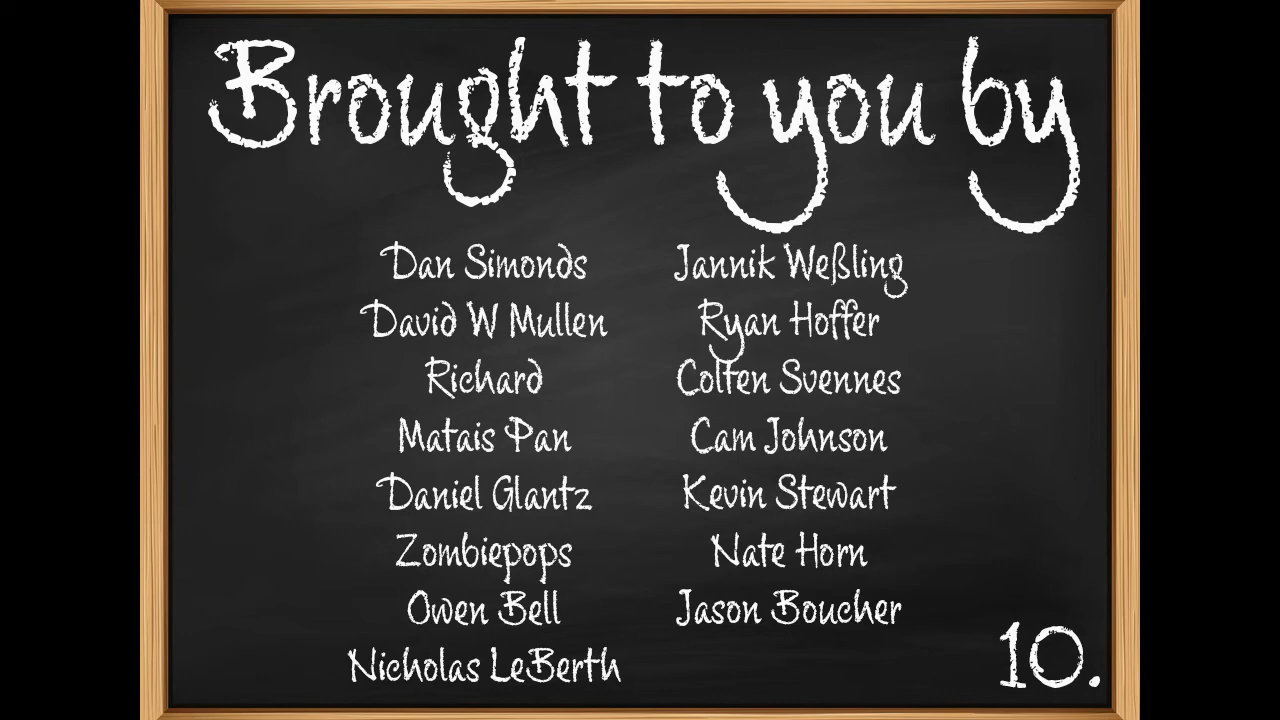 Brought to you by
Dan Simonds
David W Mullen
Richard
Matais Pan
Daniel Glantz
Zombiepops
Owen Bell
Nicholas LeBerth
Jannik Weßling
Ryan Hoffer
Colten Svennes
Cam Johnson
Kevin Stewart
Nate Horn
Jason Boucher
10.